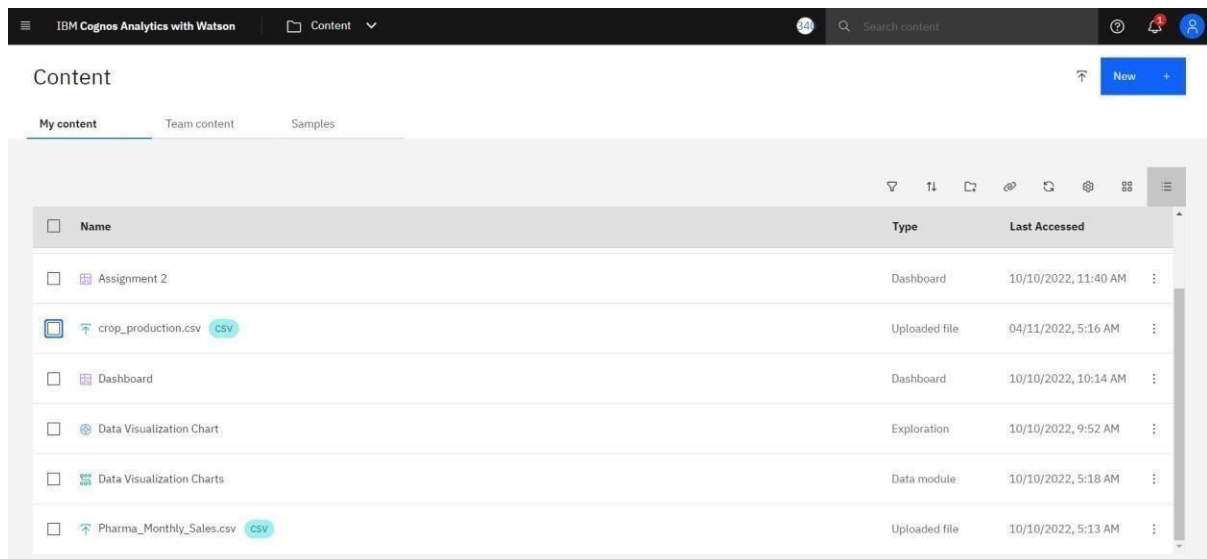 IBM Cognos Analytics with Watson Content Search content 1
Content New +
My content Team content Samples
Name Type Last Accessed
Assignment 2 Dashboard 10/10/2022, 11:40 AM
crop_production.csv CSV Uploaded file 04/11/2022, 5:16 AM
Dashboard Dashboard 10/10/2022, 10:14 AM
Data Visualization Chart Exploration 10/10/2022, 9:52 AM
Data Visualization Charts Data module 10/10/2022, 5:18 AM
Pharma_Monthly_Sales.csv CSV Uploaded file 10/10/2022, 5:13 AM